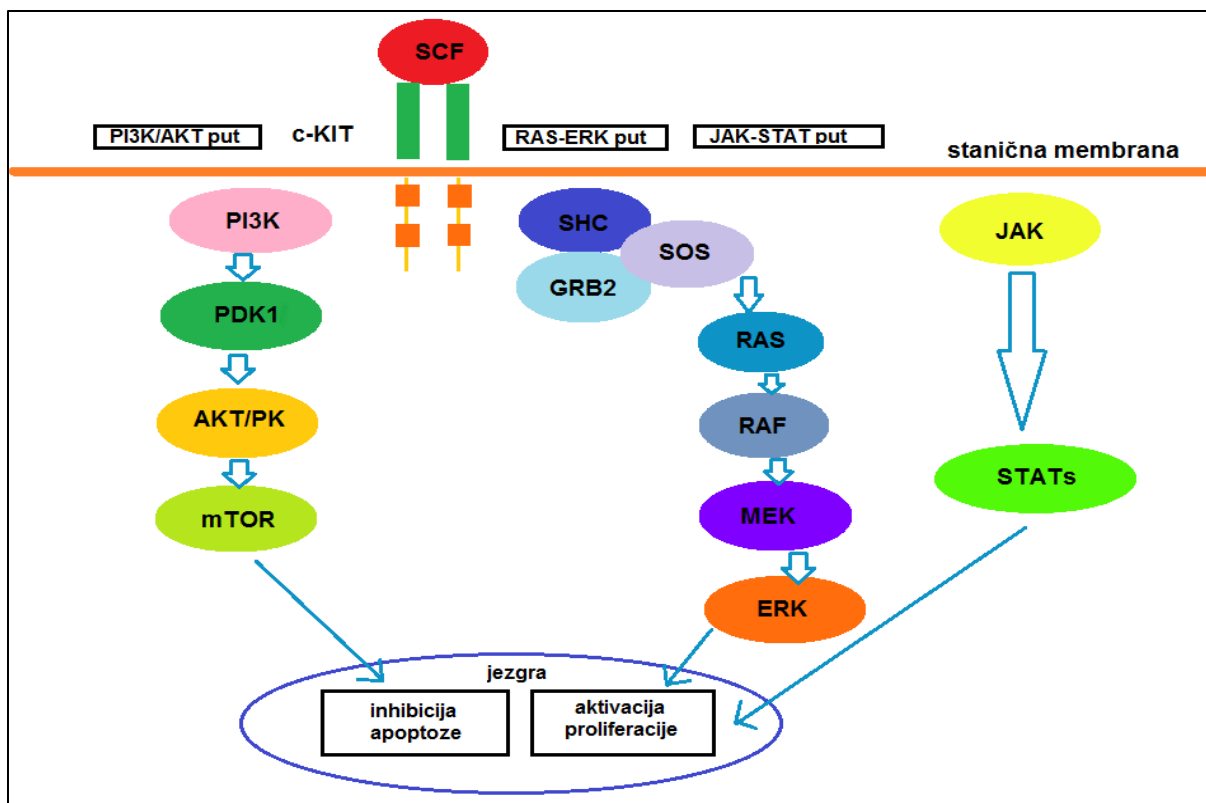 SCF
PI3K/AKT put
c-KIT
RAS-ERK put
JAK-STAT put
stanična membrana
PI3K
SHC
SOS
JAK
GRB2
PDK1
RAS
AKT/PK
RAF
STATs
mTOR
MEK
ERK
jezgra
inhibicija
apoptoze
aktivacija
proliferacije